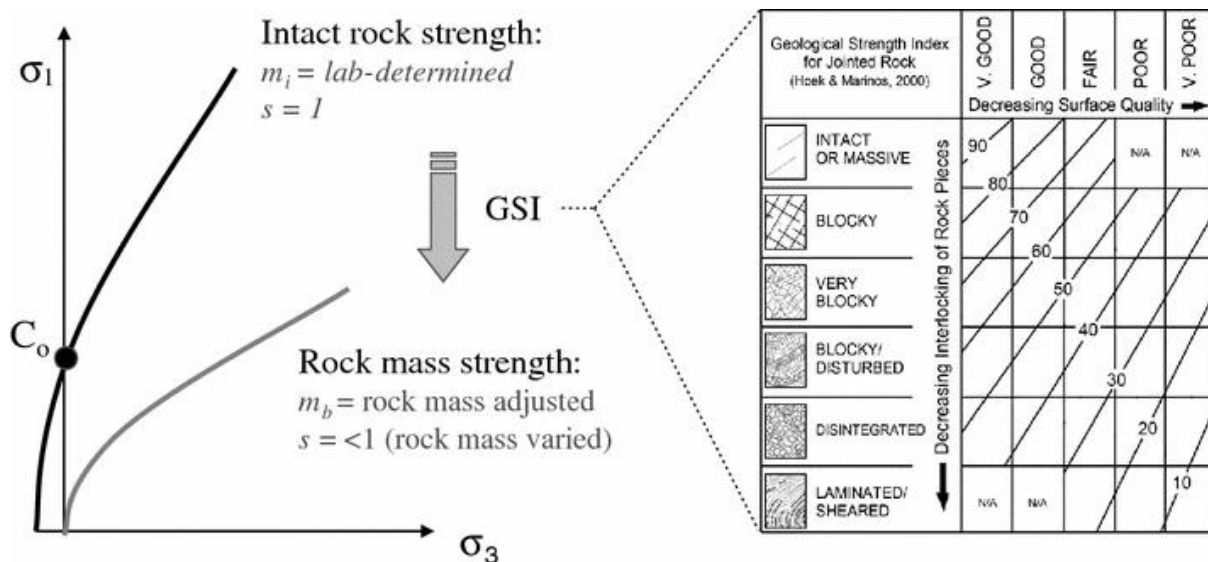 σ1
Intact rock strength:
mi = lab-determined
s = 1
GSI
Co
Rock mass strength:
mb = rock mass adjusted
s = <1 (rock mass varied)
σ3
Geological Strength Index
for Jointed Rock
(Hoek & Marinos, 2000)
V. GOOD
GOOD
FAIR
POOR
V. POOR
Decreasing Surface Quality
Decreasing Interlocking of Rock Pieces
INTACT
OR MASSIVE
BLOCKY
VERY
BLOCKY
BLOCKY/
DISTURBED
DISINTEGRATED
LAMINATED/
SHEARED
90
N/A
N/A
80
70
60
50
40
30
20
10
N/A
N/A